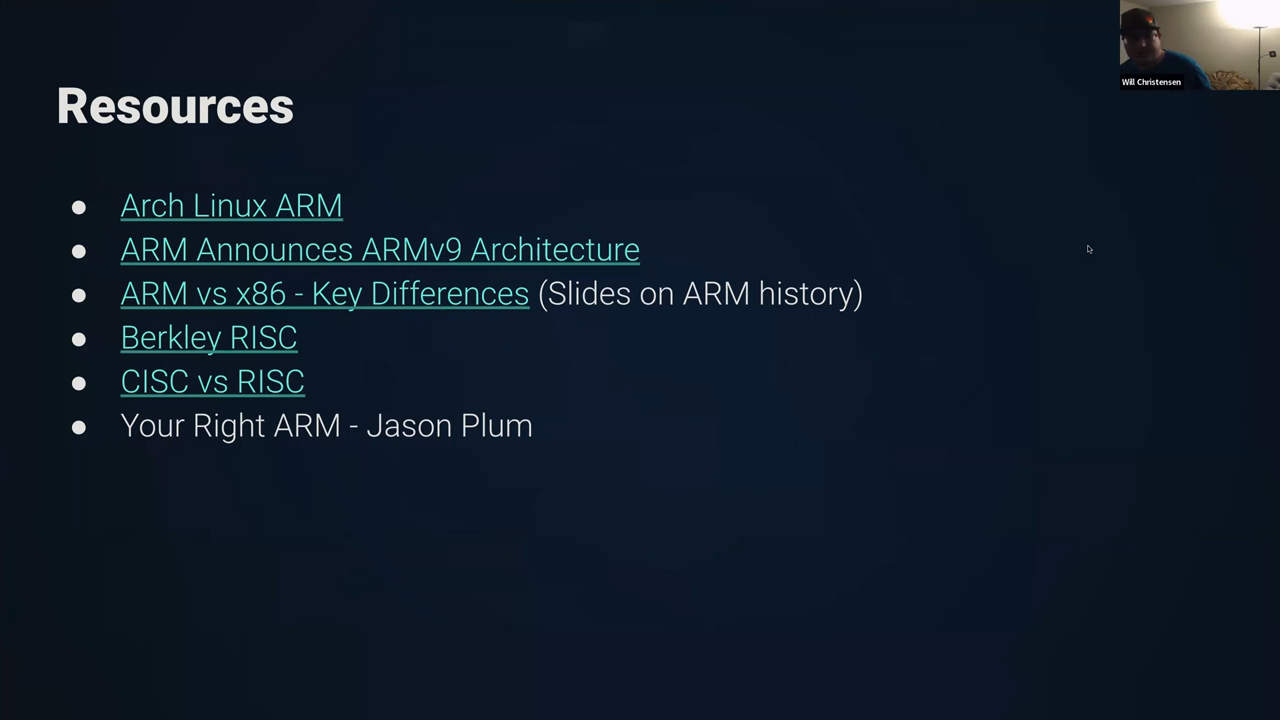 Will Christensen
Resources
Arch Linux ARM
ARM Announces ARMv9 Architecture
ARM vs x86 - Key Differences (Slides on ARM history)
Berkley RISC
CISC vs RISC
Your Right ARM - Jason Plum